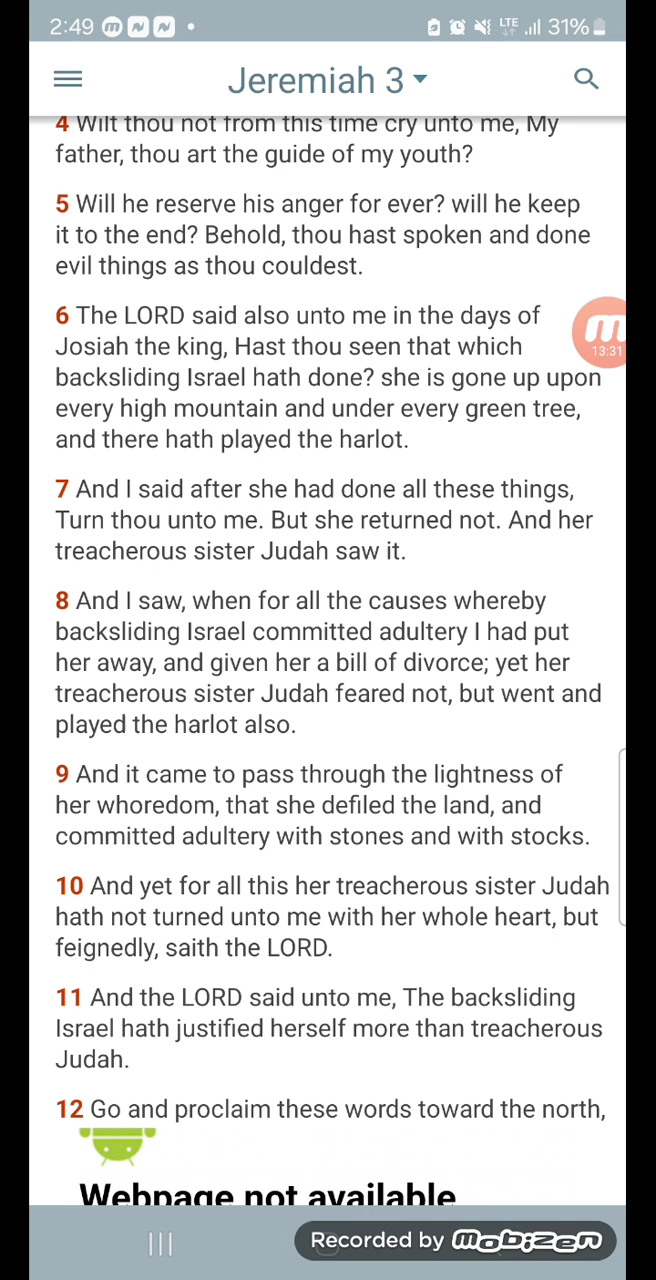 2:49
LTE
31%
Jeremiah 3
4 Wilt thou not from this time cry unto me, My
father, thou art the guide of my youth?
5 Will he reserve his anger for ever? will he keep
it to the end? Behold, thou hast spoken and done
evil things as thou couldest.
6 The LORD said also unto me in the days of
Josiah the king, Hast thou seen that which
backsliding Israel hath done? she is gone up upon
every high mountain and under every green tree,
and there hath played the harlot.
m
13:31
7 And I said after she had done all these things,
Turn thou unto me. But she returned not. And her
treacherous sister Judah saw it.
8 And I saw, when for all the causes whereby
backsliding Israel committed adultery I had put
her away, and given her a bill of divorce; yet her
treacherous sister Judah feared not, but went and
played the harlot also.
9 And it came to pass through the lightness of
her whoredom, that she defiled the land, and
committed adultery with stones and with stocks.
10 And yet for all this her treacherous sister Judah
hath not turned unto me with her whole heart, but
feignedly, saith the LORD.
11 And the LORD said unto me, The backsliding
Israel hath justified herself more than treacherous
Judah.
12 Go and proclaim these words toward the north,
Webpage not available
Recorded by mobizen